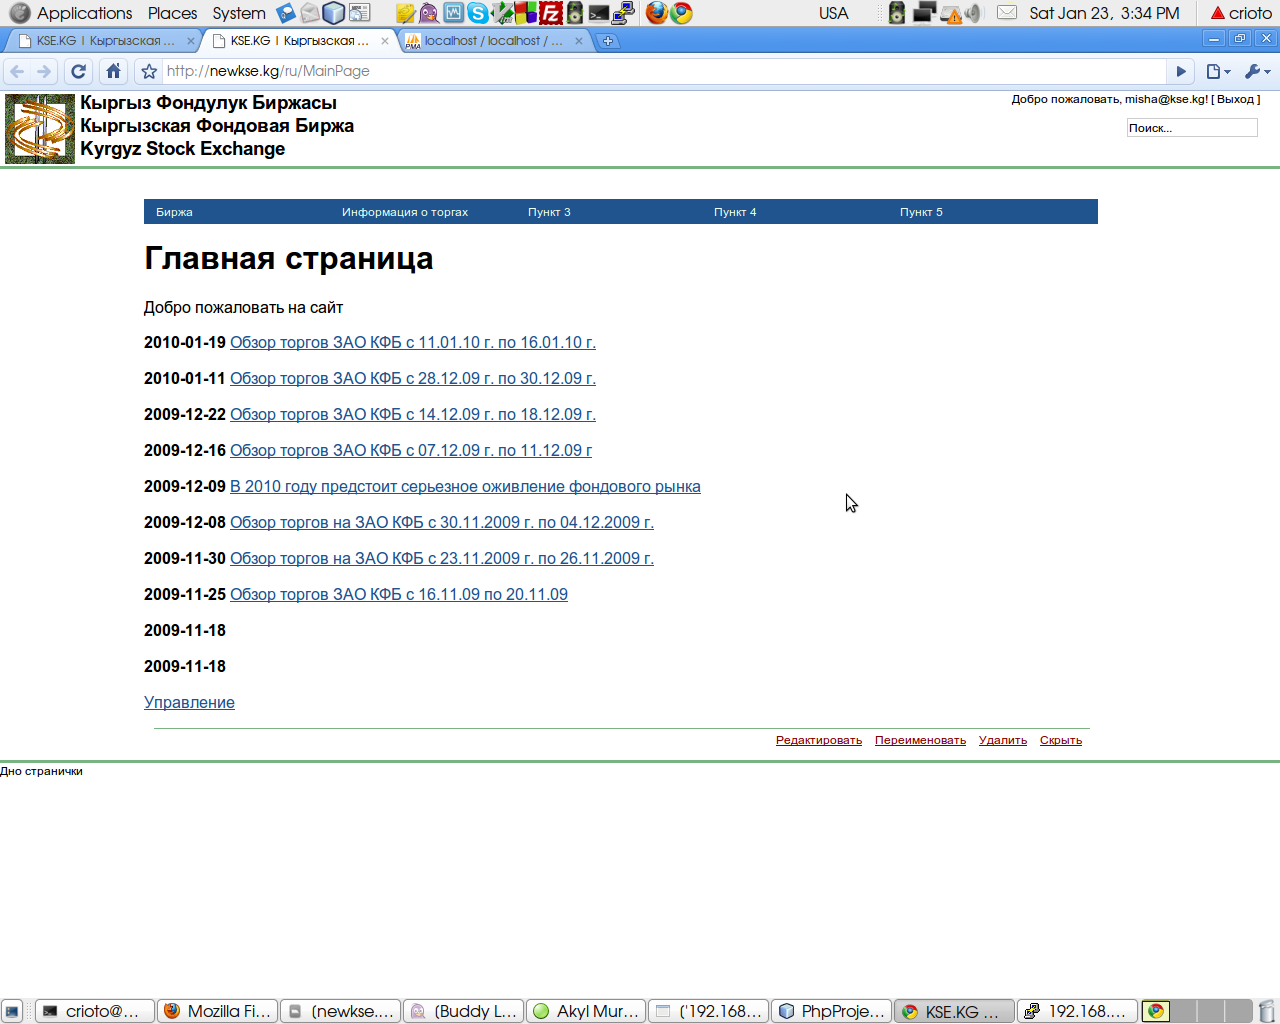 Applications Places System USA Sat Jan 23, 3:34 PM crioto
KSE.KG | Кыргызская ... KSE.KG | Кыргызская ... localhost / localhost / ...
http://newkse.kg/ru/MainPage
Кыргыз Фондулук Биржасы
Кыргызская Фондовая Биржа
Kyrgyz Stock Exchange
Добро пожаловать, misha@kse.kg! [ Выход ]
Поиск...
Биржа Информация о торгах Пункт 3 Пункт 4 Пункт 5
Главная страница
Добро пожаловать на сайт
2010-01-19 Обзор торгов ЗАО КФБ с 11.01.10 г. по 16.01.10 г.
2010-01-11 Обзор торгов ЗАО КФБ с 28.12.09 г. по 30.12.09 г.
2009-12-22 Обзор торгов ЗАО КФБ с 14.12.09 г. по 18.12.09 г.
2009-12-16 Обзор торгов ЗАО КФБ с 07.12.09 г. по 11.12.09 г
2009-12-09 В 2010 году предстоит серьезное оживление фондового рынка
2009-12-08 Обзор торгов на ЗАО КФБ с 30.11.2009 г. по 04.12.2009 г.
2009-11-30 Обзор торгов на ЗАО КФБ с 23.11.2009 г. по 26.11.2009 г.
2009-11-25 Обзор торгов ЗАО КФБ с 16.11.09 по 20.11.09
2009-11-18
2009-11-18
Управление
Редактировать Переименовать Удалить Скрыть
Дно странички
crioto@... Mozilla Fi... (newkse.... (Buddy L... Akyl Mur... ('192.168... PhpProje... KSE.KG ... 192.168....